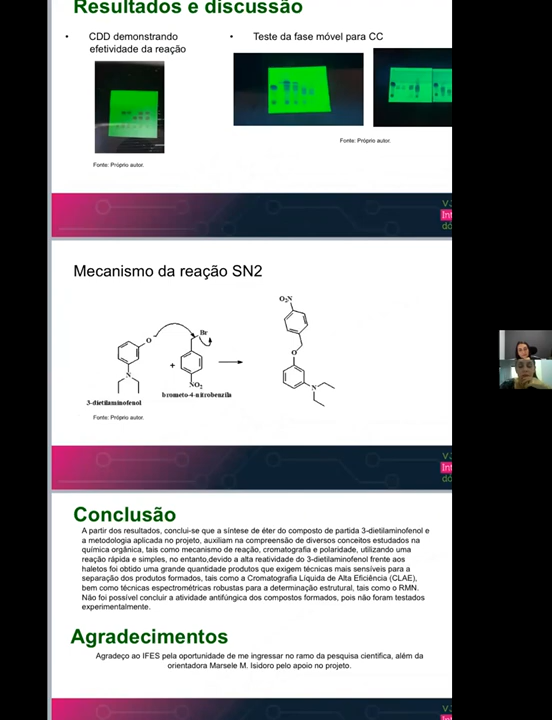 Resultados e discussão
• CDD demonstrando
efetividade da reação
• Teste da fase móvel para CC
Fonte: Próprio autor.
Fonte: Próprio autor.
V.
Int
dó
Mecanismo da reação SN2
O₂N
Br
O
N
+
NO₂
O
N
3-dietilaminofenol
brometo-4-nitrobenzila
Fonte: Próprio autor.
V.
Int
dó
Conclusão
A partir dos resultados, conclui-se que a síntese de éter do composto de partida 3-dietilaminofenol e
a metodologia aplicada no projeto, auxiliam na compreensão de diversos conceitos estudados na
química orgânica, tais como mecanismo de reação, cromatografia e polaridade, utilizando uma
reação rápida e simples, no entanto,devido a alta reatividade do 3-dietilaminofenol frente aos
haletos foi obtido uma grande quantidade produtos que exigem técnicas mais sensíveis para a
separação dos produtos formados, tais como a Cromatografia Líquida de Alta Eficiência (CLAE),
bem como técnicas espectrométricas robustas para a determinação estrutural, tais como o RMN.
Não foi possível concluir a atividade antifúngica dos compostos formados, pois não foram testados
experimentalmente.
Agradecimentos
Agradeço ao IFES pela oportunidade de me ingressar no ramo da pesquisa científica, além da
orientadora Marsele M. Isidoro pelo apoio no projeto.
V.
Int